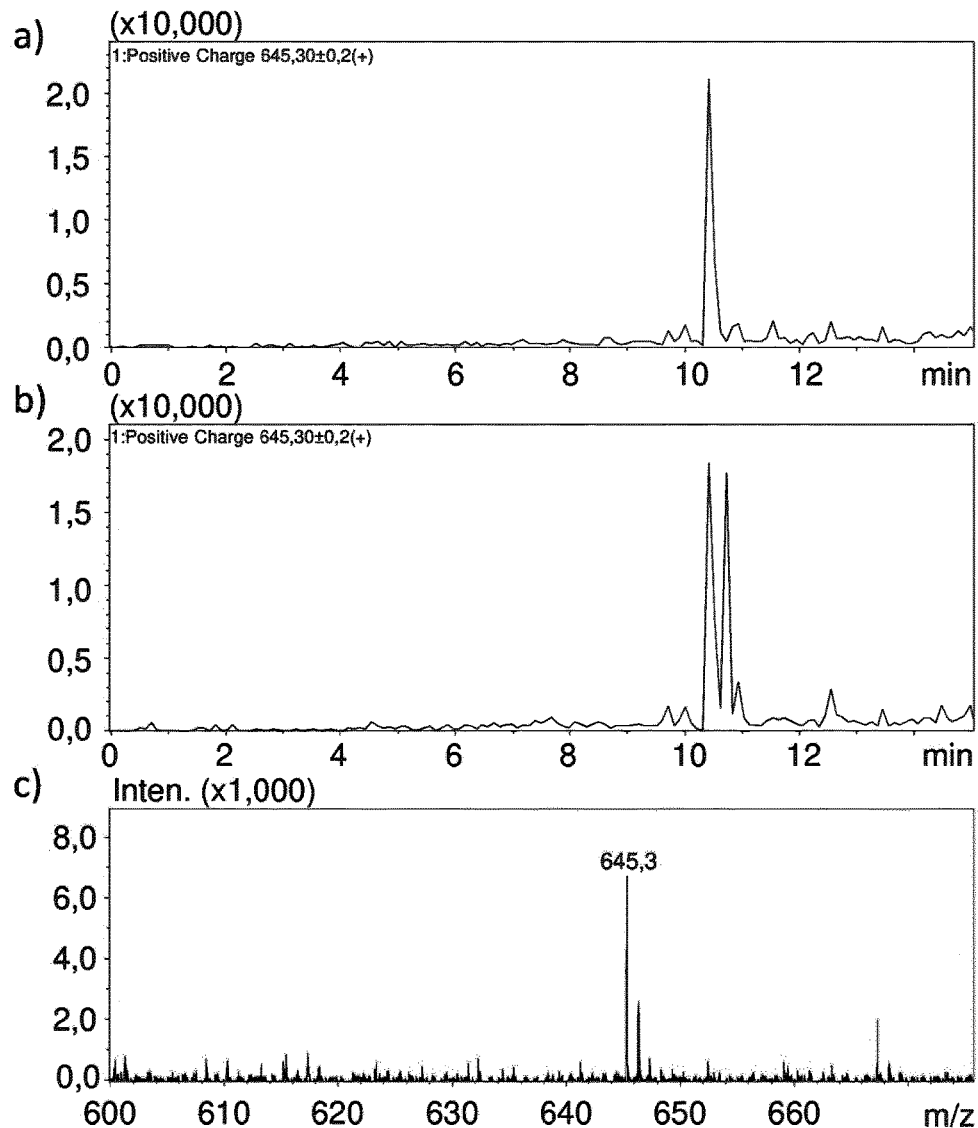 a)
(x10,000)
1:Positive Charge 645,30±0,2(+)
2,0
1,5
1,0
0,5
0,0
0 2 4 6 8 10 12 min
b)
(x10,000)
1:Positive Charge 645,30±0,2(+)
2,0
1,5
1,0
0,5
0,0
0 2 4 6 8 10 12 min
c)
Inten. (x1,000)
8,0
645,3
6,0
4,0
2,0
0,0
600 610 620 630 640 650 660 m/z